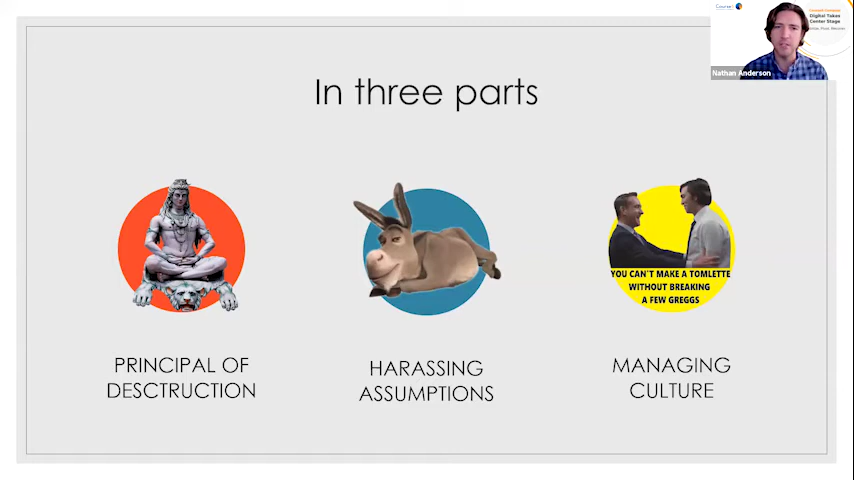 In three parts
YOU CAN'T MAKE A TOMLETTE
WITHOUT BREAKING
A FEW GREGGS
PRINCIPAL OF
DESCTRUCTION
HARASSING
ASSUMPTIONS
MANAGING
CULTURE
Digital Takes
Center Stage
Nathan Anderson